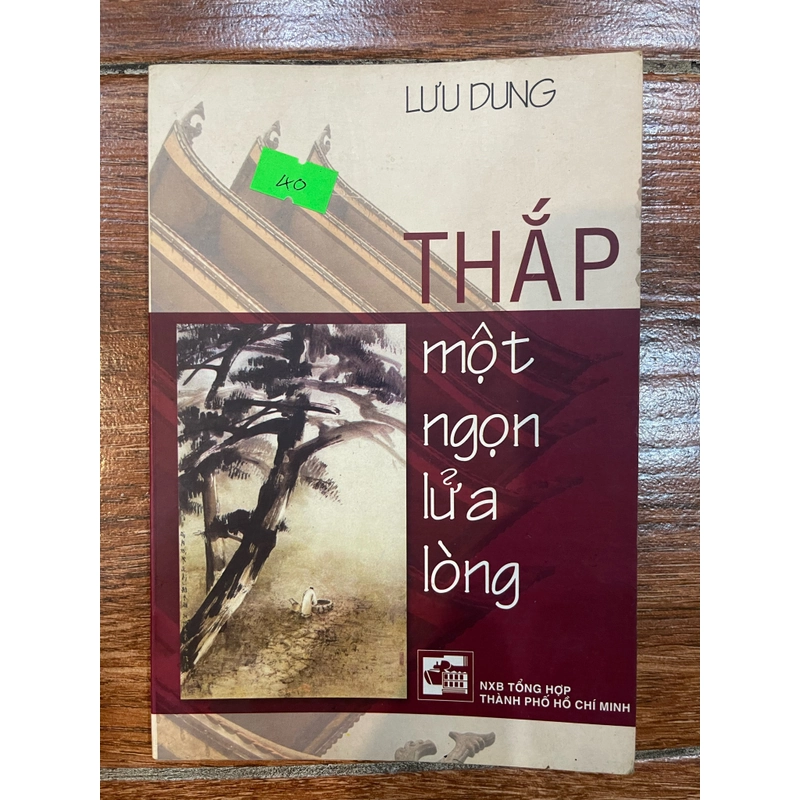 LƯU DUNG
40
THẮP
một
ngọn
lửa
lòng
NXB TỔNG HỢP
THÀNH PHỐ HỒ CHÍ MINH